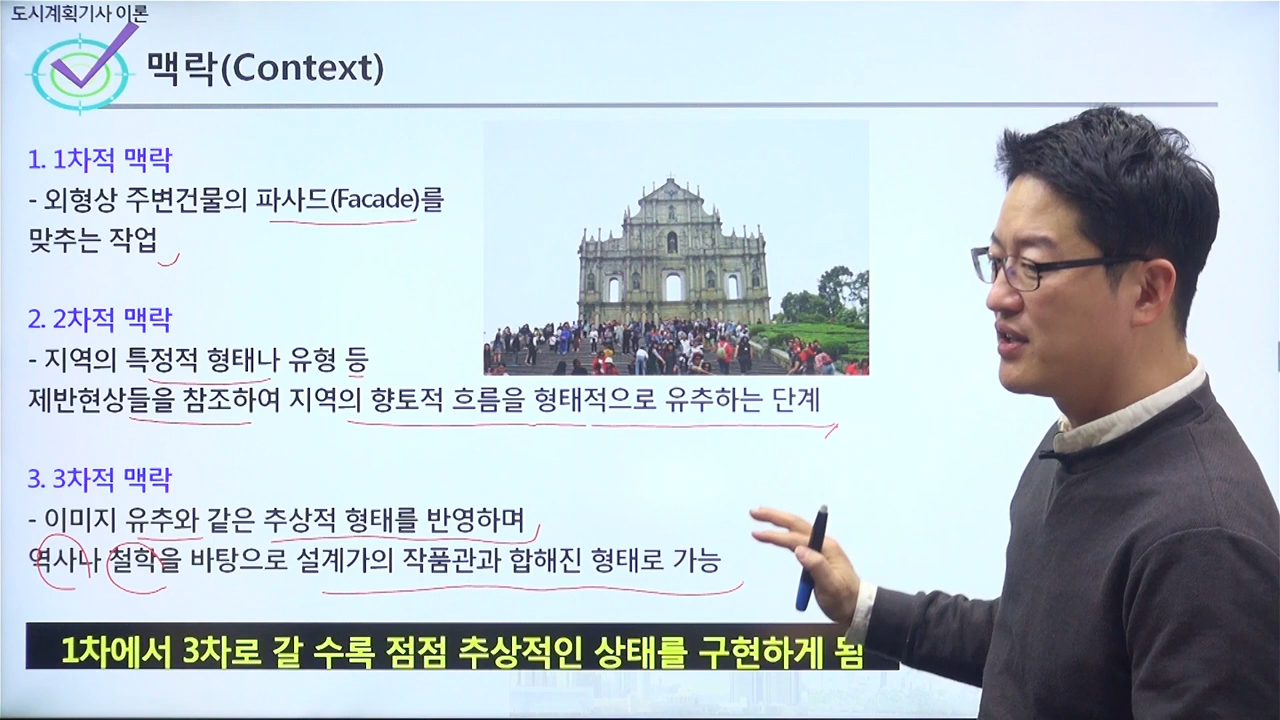 도시계획기사 이론
맥락(Context)
1. 1차적 맥락
- 외형상 주변건물의 파사드(Facade)를
맞추는 작업
2. 2차적 맥락
- 지역의 특정적 형태나 유형 등
제반현상들을 참조하여 지역의 향토적 흐름을 형태적으로 유추하는 단계
3. 3차적 맥락
- 이미지 유추와 같은 추상적 형태를 반영하며
역사나 철학을 바탕으로 설계가의 작품관과 합해진 형태로 가능
1차에서 3차로 갈 수록 점점 추상적인 상태를 구현하게 됨